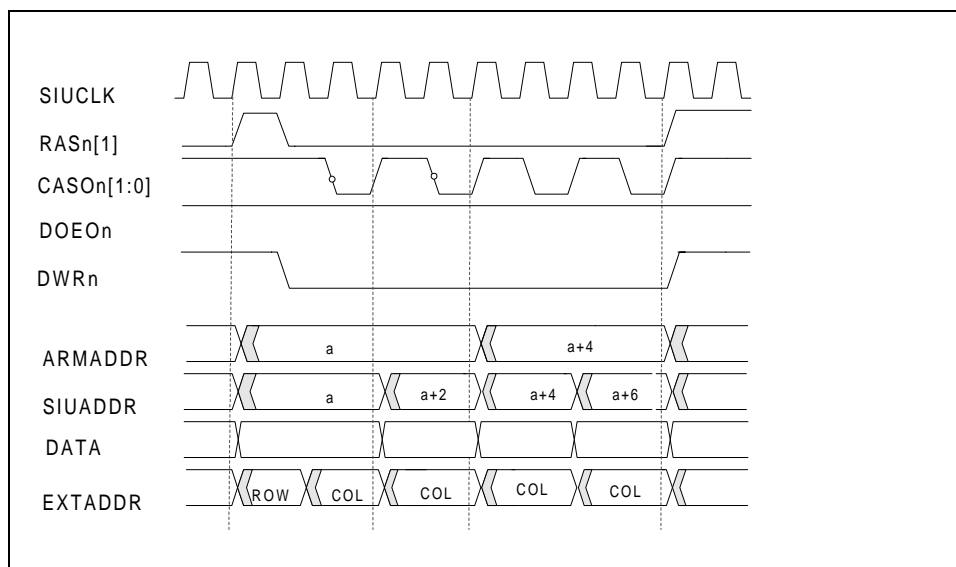 SIUCLK
RASn[1]
CASOn[1:0]
DOEOn
DWRn
ARMADDR a a+4
SIUADDR a a+2 a+4 a+6
DATA
EXTADDR ROW COL COL COL COL